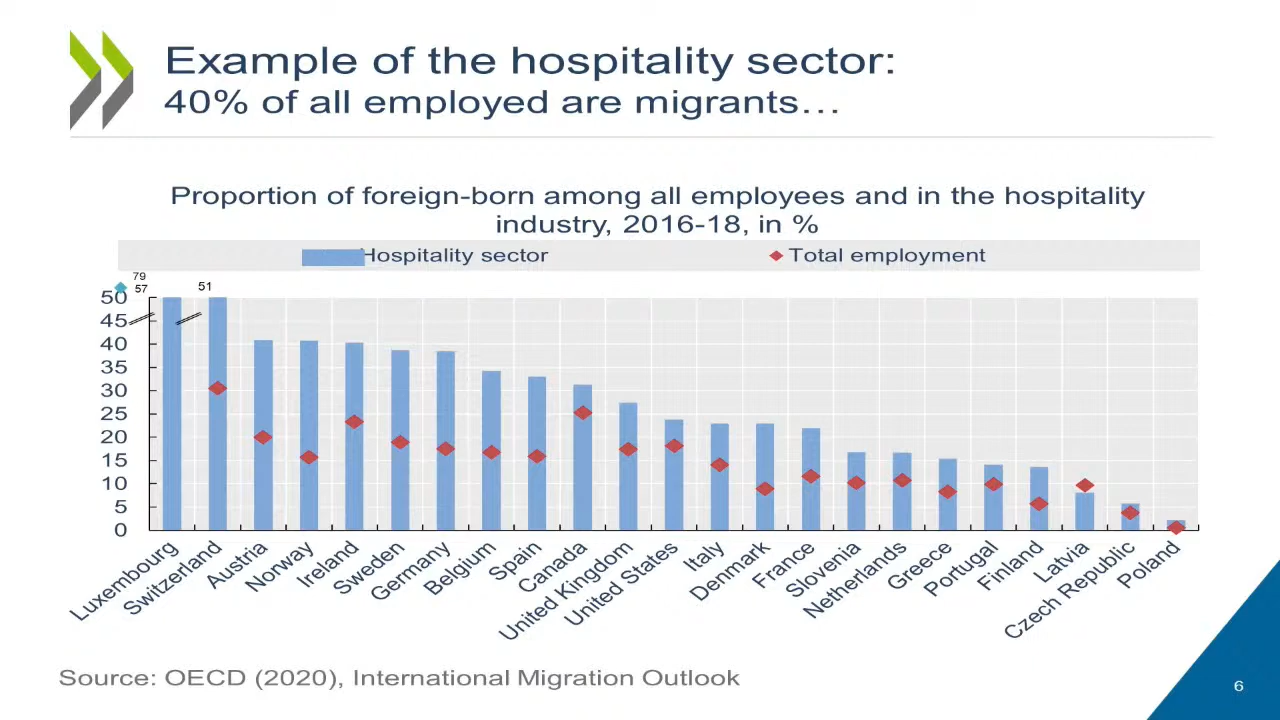 Example of the hospitality sector:
40% of all employed are migrants…
Proportion of foreign-born among all employees and in the hospitality
industry, 2016-18, in %
Hospitality sector
Total employment
79
57
51
50
45
40
35
30
25
20
15
10
5
0
Luxembourg
Switzerland
Austria
Norway
Ireland
Sweden
Germany
Belgium
Spain
Canada
United Kingdom
United States
Italy
Denmark
France
Slovenia
Netherlands
Greece
Portugal
Finland
Latvia
Czech Republic
Poland
Source: OECD (2020), International Migration Outlook
6